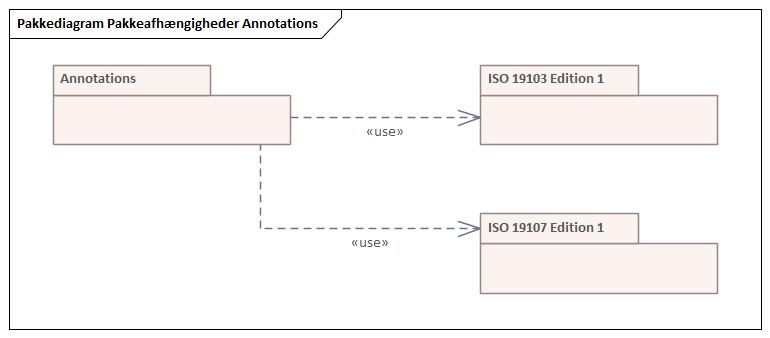 Pakkediagram Pakkeafhængigheder Annotations
Annotations
ISO 19103 Edition 1
«use»
ISO 19107 Edition 1
«use»